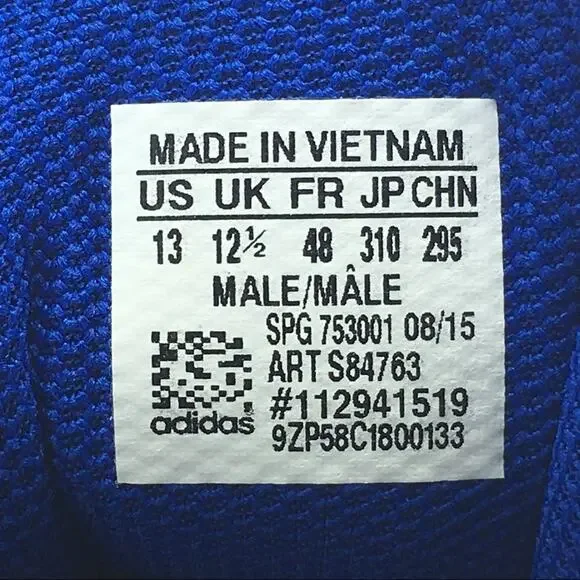 MADE IN VIETNAM
US UK FR JP CHN
13 12½ 48 310 295
MALE/MÂLE
SPG 753001 08/15
ART S84763
#112941519
adidas
9ZP58C1800133